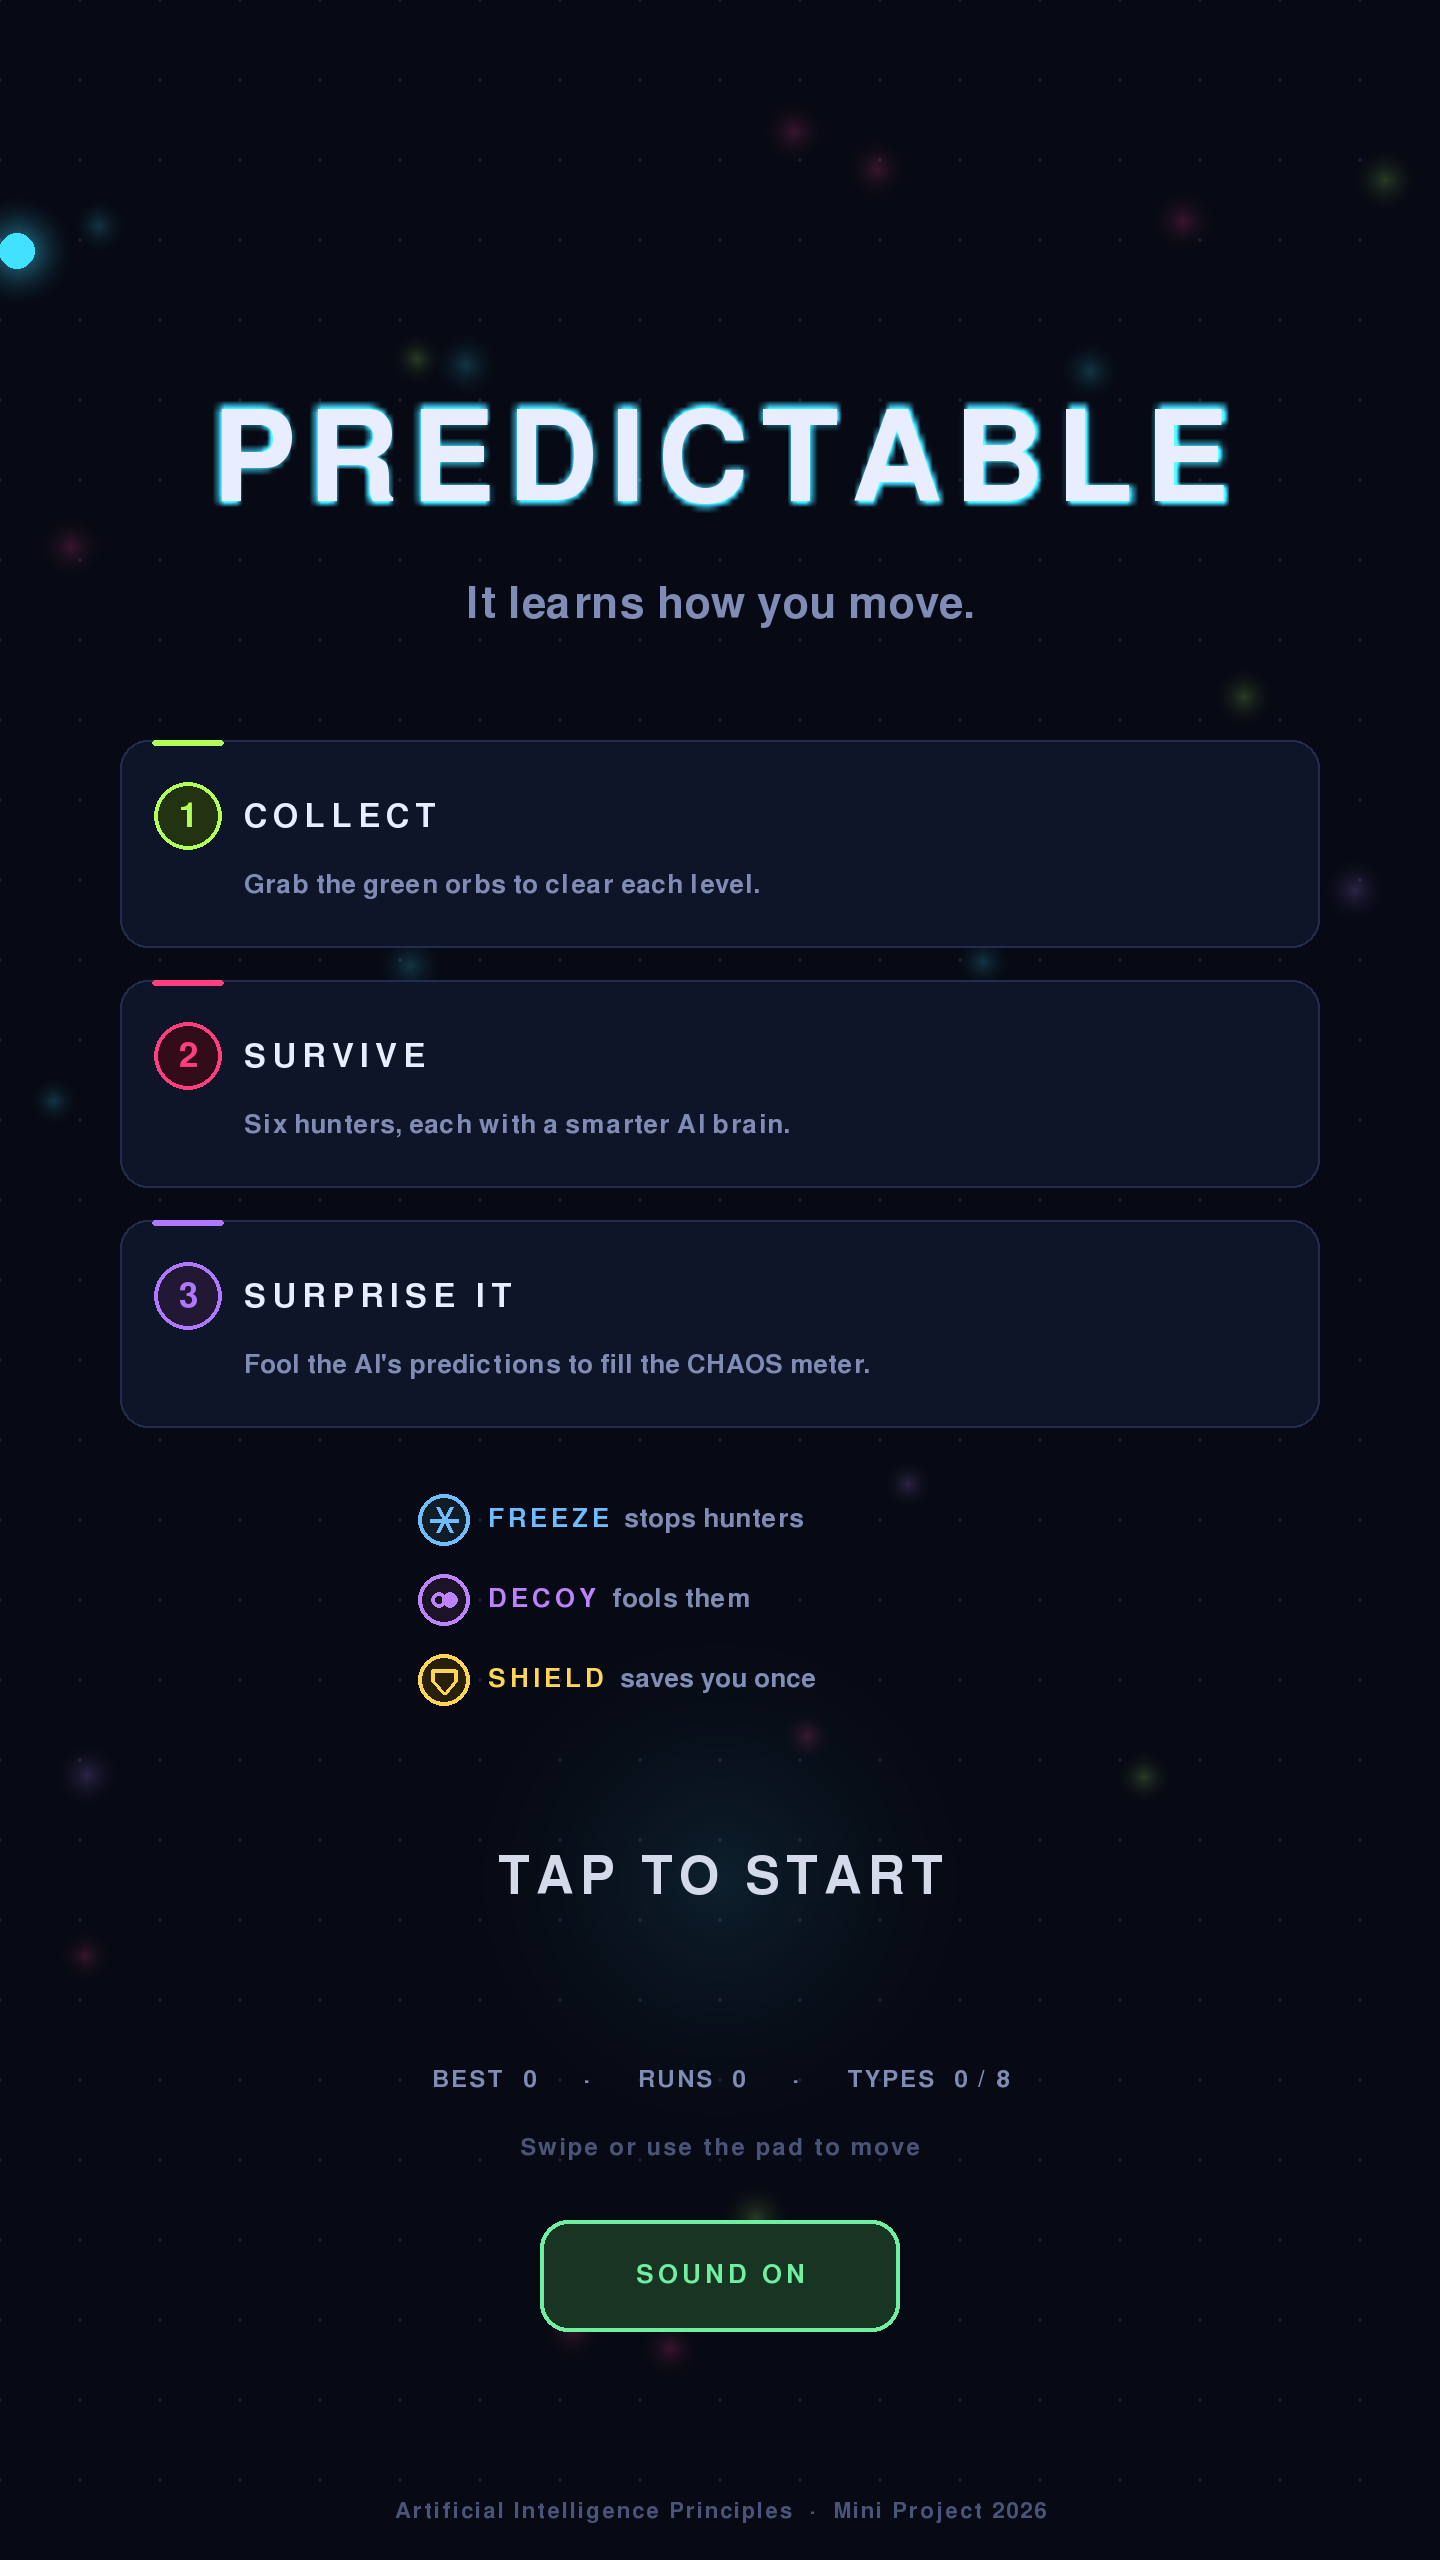 PREDICTABLE
It learns how you move.
1 COLLECT
Grab the green orbs to clear each level.
2 SURVIVE
Six hunters, each with a smarter AI brain.
3 SURPRISE IT
Fool the AI's predictions to fill the CHAOS meter.
FREEZE stops hunters
DECOY fools them
SHIELD saves you once
TAP TO START
BEST 0 · RUNS 0 · TYPES 0 / 8
Swipe or use the pad to move
SOUND ON
Artificial Intelligence Principles · Mini Project 2026